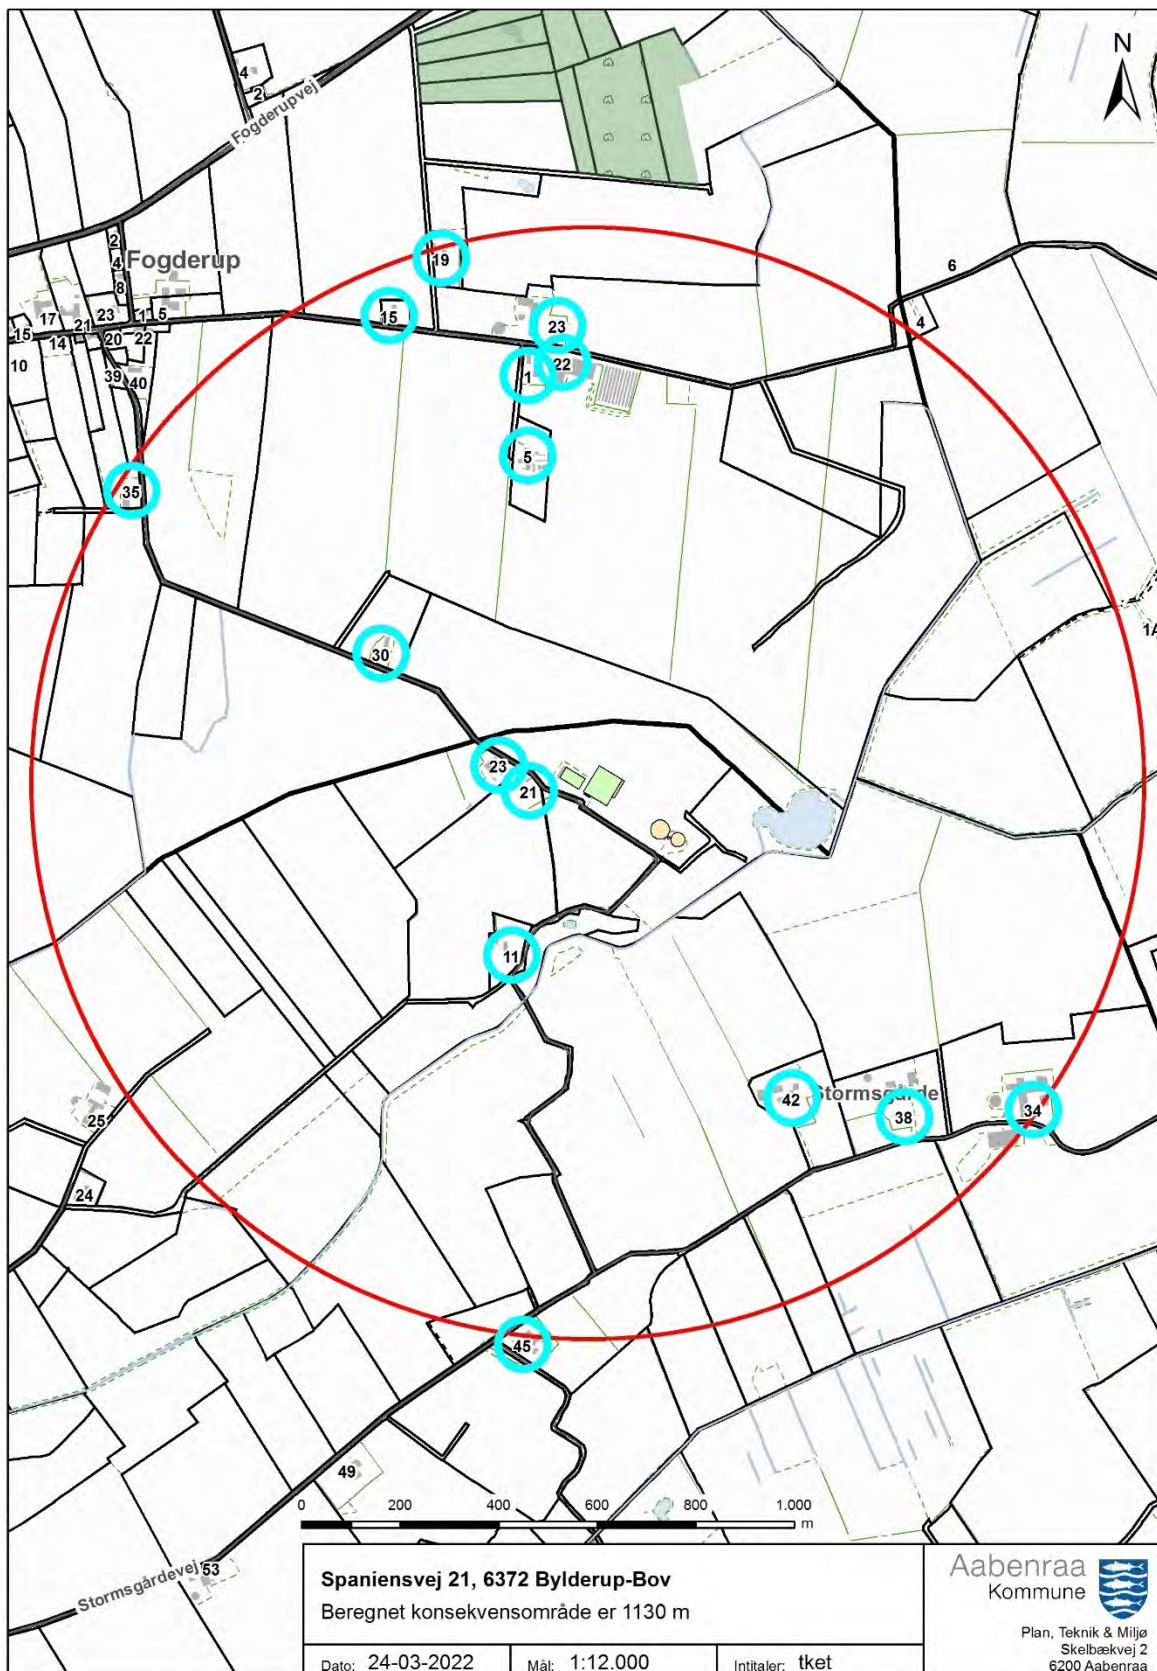 N
4
2
Fogderupvej
2
4
8
Fogderup
19
6
17
23
1
5
15
23
4
15
21
14
20
22
10
39
40
1
22
5
35
1A
30
23
21
11
42
Stormsgårde
38
34
25
24
45
49
0 200 400 600 800 1.000
m
53
Stormsgårdevej
Spaniensvej 21, 6372 Bylderup-Bov
Beregnet konsekvensområde er 1130 m
Dato: 24-03-2022
Mål: 1:12.000
Intitaler: tket
Aabenraa
Kommune
Plan, Teknik & Miljø
Skelbækvej 2
6200 Aabenraa